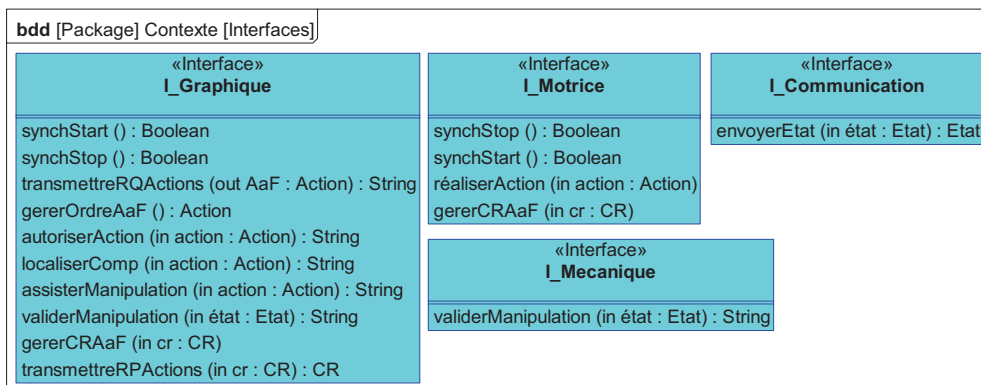 bdd [Package] Contexte [Interfaces]
«Interface»
I_Graphique
synchStart () : Boolean
synchStop () : Boolean
transmettreRQActions (out AaF : Action) : String
gererOrdreAaF () : Action
autoriserAction (in action : Action) : String
localiserComp (in action : Action) : String
assisterManipulation (in action : Action) : String
validerManipulation (in état : Etat) : String
gererCRAaF (in cr : CR)
transmettreRPActions (in cr : CR) : CR
«Interface»
I_Motrice
synchStop () : Boolean
synchStart () : Boolean
réaliserAction (in action : Action)
gererCRAaF (in cr : CR)
«Interface»
I_Communication
envoyerEtat (in état : Etat) : Etat
«Interface»
I_Mecanique
validerManipulation (in état : Etat) : String